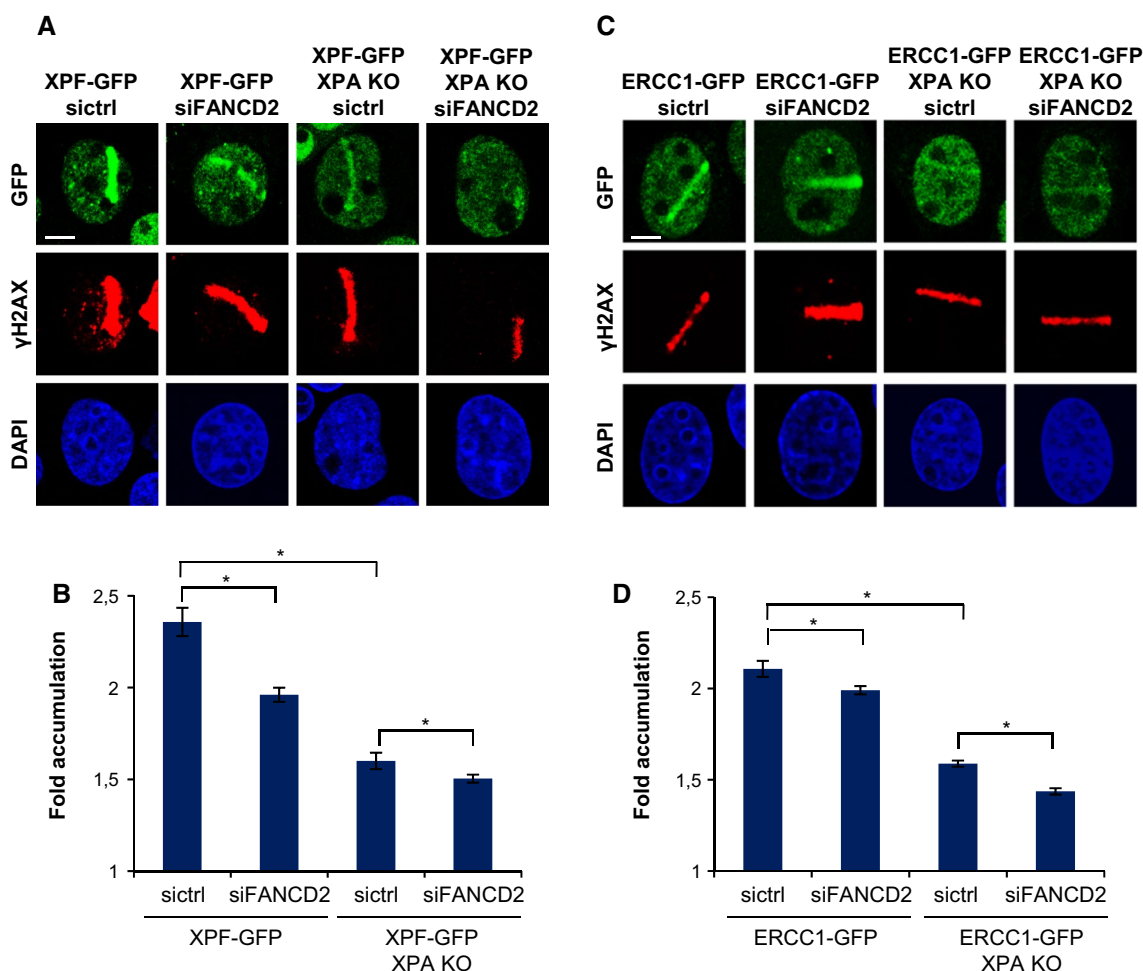 A
XPF-GFP
sictrl
XPF-GFP
siFANCD2
XPF-GFP
XPA KO
sictrl
XPF-GFP
XPA KO
siFANCD2
GFP
γH2AX
DAPI
C
ERCC1-GFP
sictrl
ERCC1-GFP
siFANCD2
ERCC1-GFP
XPA KO
sictrl
ERCC1-GFP
XPA KO
siFANCD2
GFP
γH2AX
DAPI
B
Fold accumulation
2,5
2
1,5
1
*
*
*
sictrl
siFANCD2
sictrl
siFANCD2
XPF-GFP
XPF-GFP
XPA KO
D
Fold accumulation
2,5
2
1,5
1
*
*
*
sictrl
siFANCD2
sictrl
siFANCD2
ERCC1-GFP
ERCC1-GFP
XPA KO